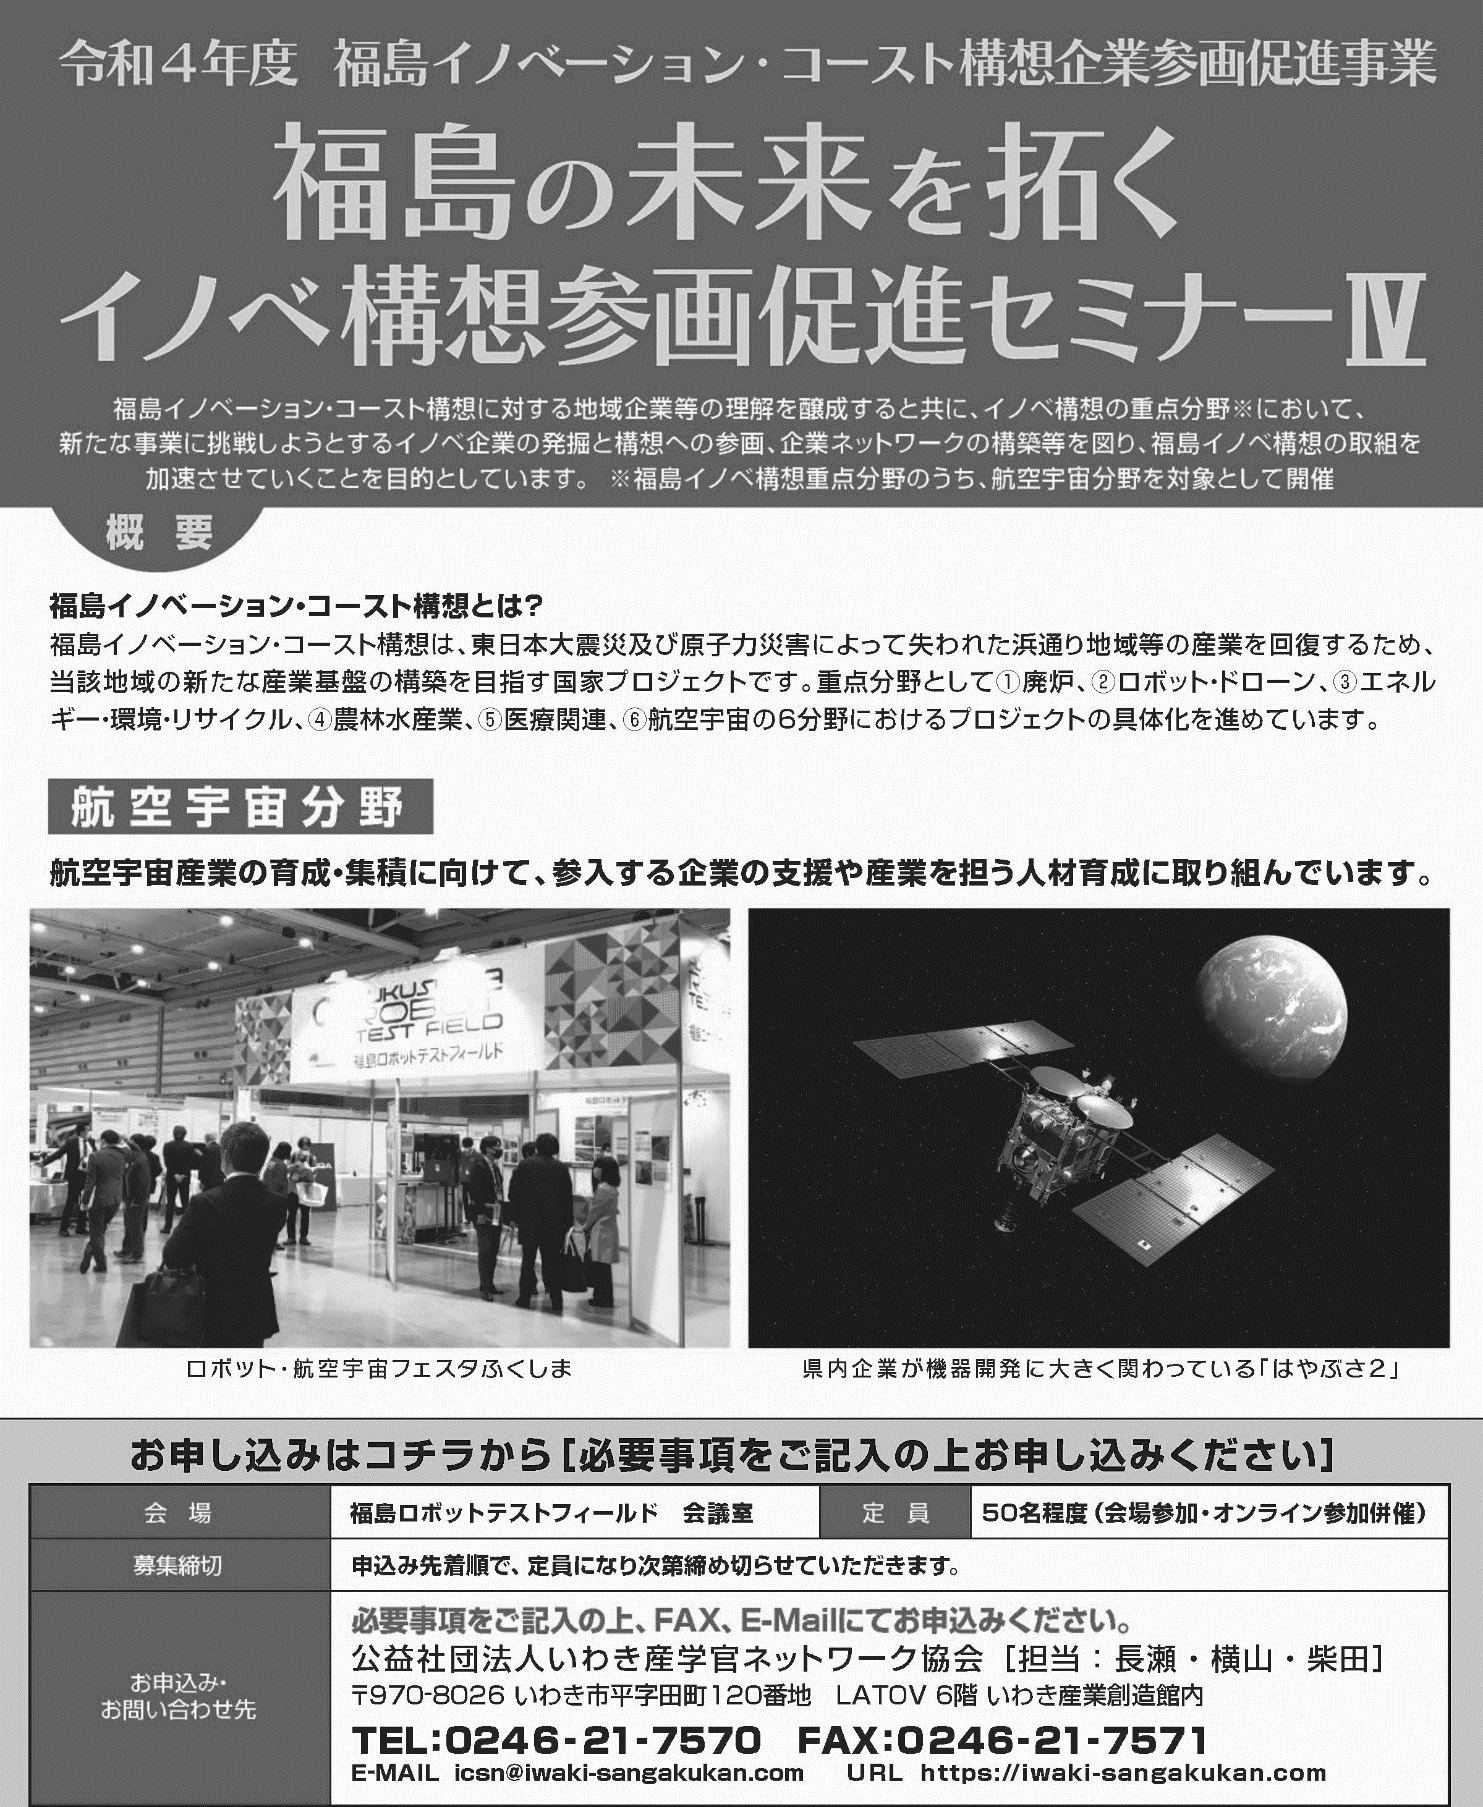 令和4年度 福島イノベーション・コースト構想企業参画促進事業
福島の未来を拓く
イノベ構想参画促進セミナーⅣ
福島イノベーション・コースト構想に対する地域企業等の理解を醸成すると共に、イノベ構想の重点分野※において、
新たな事業に挑戦しようとするイノベ企業の発掘と構想への参画、企業ネットワークの構築等を図り、福島イノベ構想の取組を
加速させていくことを目的としています。 ※福島イノベ構想重点分野のうち、航空宇宙分野を対象として開催
概 要
福島イノベーション・コースト構想とは?
福島イノベーション・コースト構想は、東日本大震災及び原子力災害によって失われた浜通り地域等の産業を回復するため、
当該地域の新たな産業基盤の構築を目指す国家プロジェクトです。重点分野として①廃炉、②ロボット・ドローン、③エネル
ギー・環境・リサイクル、④農林水産業、⑤医療関連、⑥航空宇宙の6分野におけるプロジェクトの具体化を進めています。
航空宇宙分野
航空宇宙産業の育成・集積に向けて、参入する企業の支援や産業を担う人材育成に取り組んでいます。
TEST FIELD
福島ロボットテストフィールド
ロボット・航空宇宙フェスタふくしま
県内企業が機器開発に大きく関わっている「はやぶさ2」
お申し込みはコチラから[必要事項をご記入の上お申し込みください]
会 場
福島ロボットテストフィールド 会議室
定 員
50名程度(会場参加・オンライン参加併催)
募集締切
申込み先着順で、定員になり次第締め切らせていただきます。
お申込み・
お問い合わせ先
必要事項をご記入の上、FAX、E-Mailにてお申込みください。
公益社団法人いわき産学官ネットワーク協会 [担当：長瀬・横山・柴田]
〒970-8026 いわき市平字田町120番地 LATOV 6階 いわき産業創造館内
TEL:0246-21-7570 FAX:0246-21-7571
E-MAIL icsn@iwaki-sangakukan.com URL https://iwaki-sangakukan.com